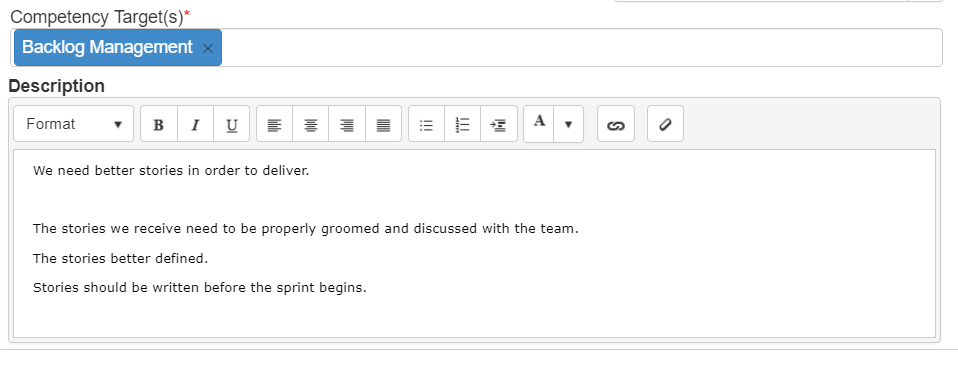 Competency Target(s)*
Backlog Management ×
Description
Format
B I U
A
We need better stories in order to deliver.
The stories we receive need to be properly groomed and discussed with the team.
The stories better defined.
Stories should be written before the sprint begins.